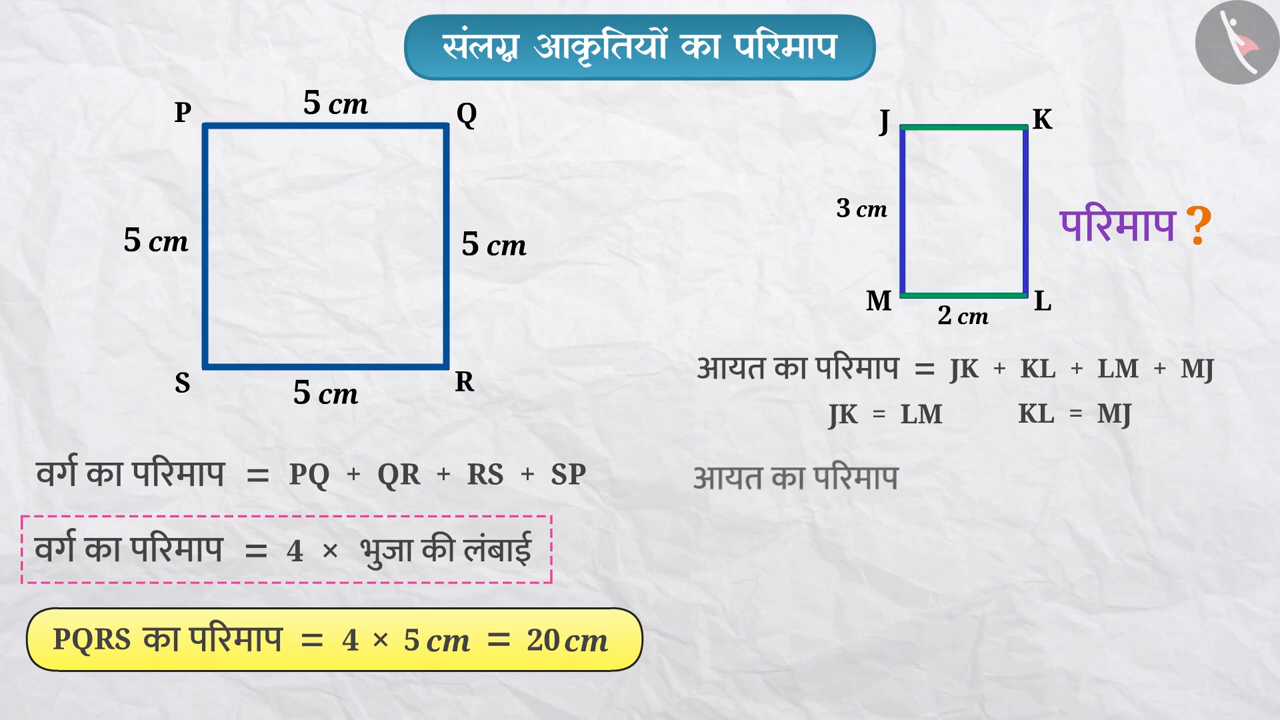 संलग्न आकृतियों का परिमाप
P 5 cm Q
5 cm 5 cm
S 5 cm R
वर्ग का परिमाप = PQ + QR + RS + SP
वर्ग का परिमाप = 4 × भुजा की लंबाई
PQRS का परिमाप = 4 × 5 cm = 20 cm
J K
3 cm परिमाप ?
M 2 cm L
आयत का परिमाप = JK + KL + LM + MJ
JK = LM KL = MJ
आयत का परिमाप